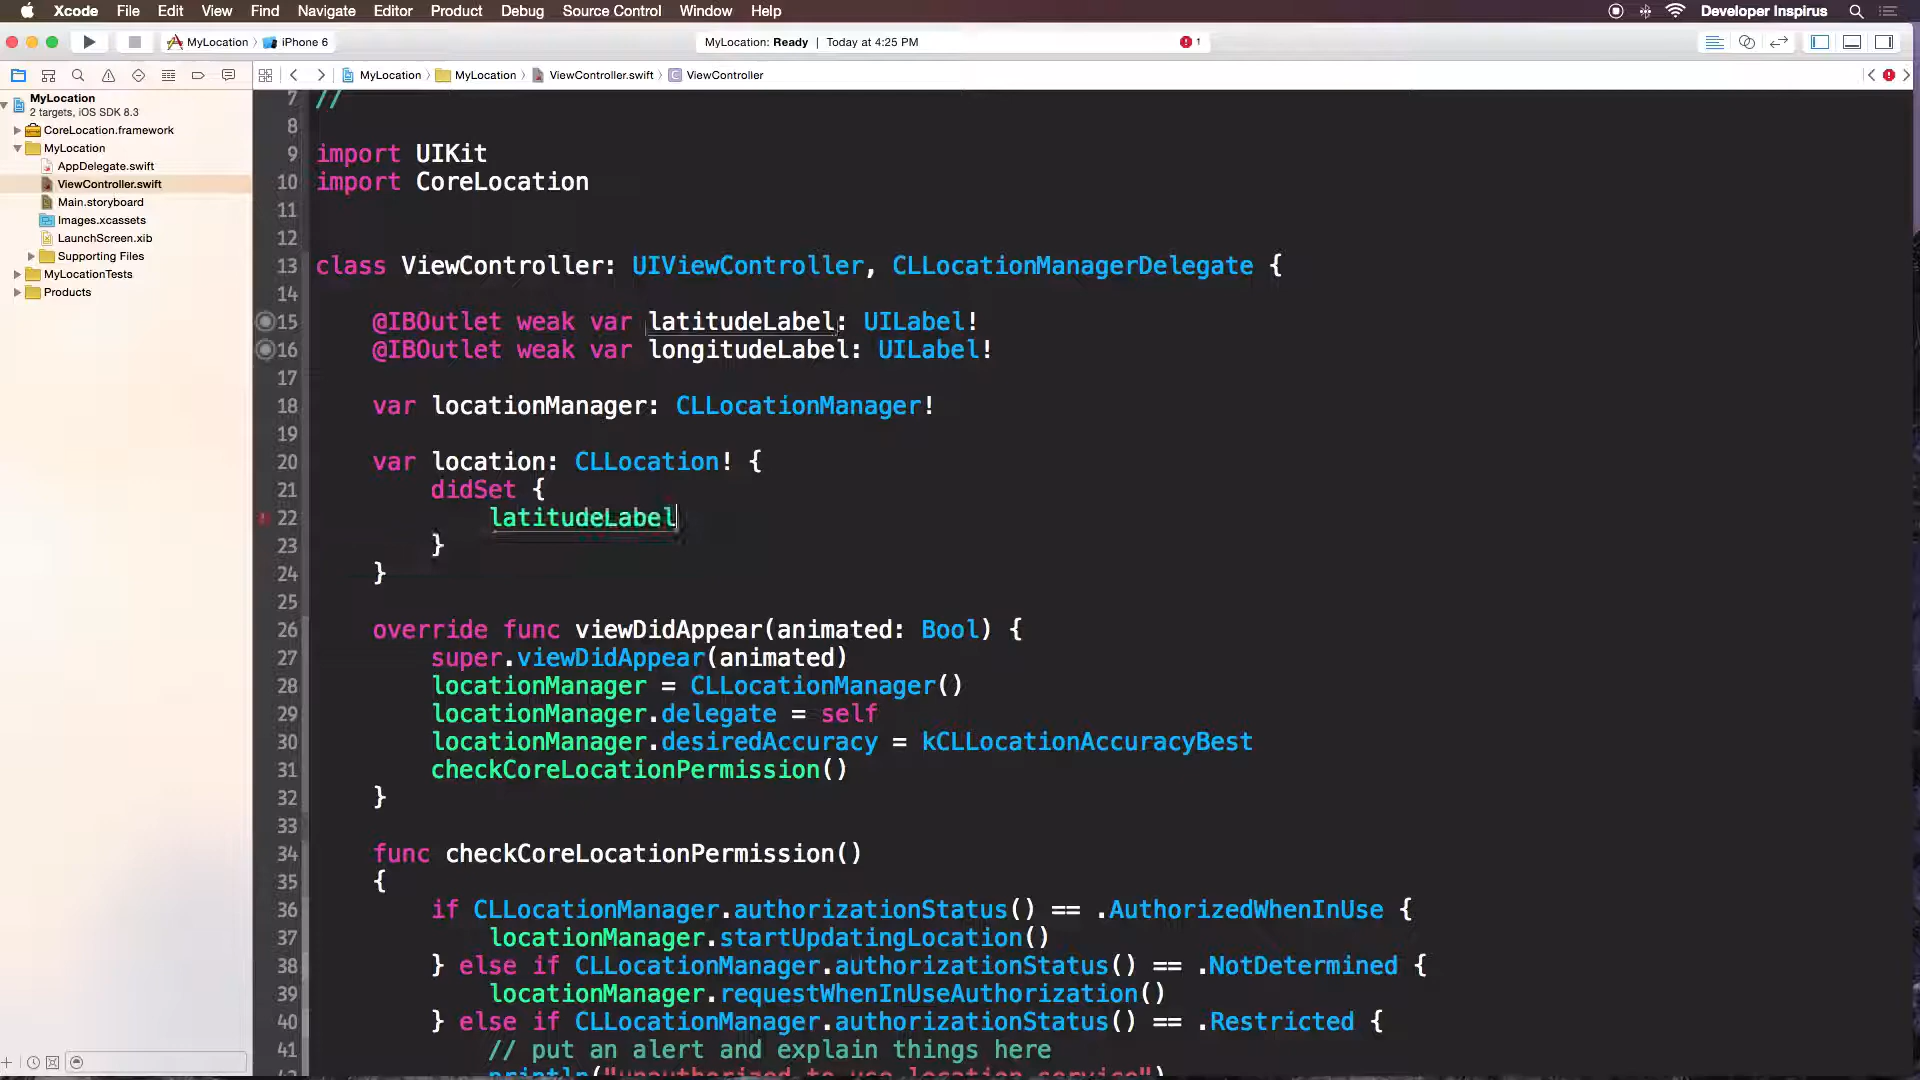 Xcode File Edit View Find Navigate Editor Product Debug Source Control Window Help Developer Inspirus
MyLocation iPhone 6 MyLocation: Ready | Today at 4:25 PM 1
MyLocation MyLocation ViewController.swift ViewController
MyLocation
2 targets, iOS SDK 8.3
CoreLocation.framework
MyLocation
AppDelegate.swift
ViewController.swift
Main.storyboard
Images.xcassets
LaunchScreen.xib
Supporting Files
MyLocationTests
Products
7 //
8
9 import UIKit
10 import CoreLocation
11
12
13 class ViewController: UIViewController, CLLocationManagerDelegate {
14
15 @IBOutlet weak var latitudeLabel: UILabel!
16 @IBOutlet weak var longitudeLabel: UILabel!
17
18 var locationManager: CLLocationManager!
19
20 var location: CLLocation! {
21 didSet {
22 latitudeLabel
23 }
24 }
25
26 override func viewDidAppear(animated: Bool) {
27 super.viewDidAppear(animated)
28 locationManager = CLLocationManager()
29 locationManager.delegate = self
30 locationManager.desiredAccuracy = kCLLocationAccuracyBest
31 checkCoreLocationPermission()
32 }
33
34 func checkCoreLocationPermission()
35 {
36 if CLLocationManager.authorizationStatus() == .AuthorizedWhenInUse {
37 locationManager.startUpdatingLocation()
38 } else if CLLocationManager.authorizationStatus() == .NotDetermined {
39 locationManager.requestWhenInUseAuthorization()
40 } else if CLLocationManager.authorizationStatus() == .Restricted {
41 // put an alert and explain things here
println("unauthorized to use location service")